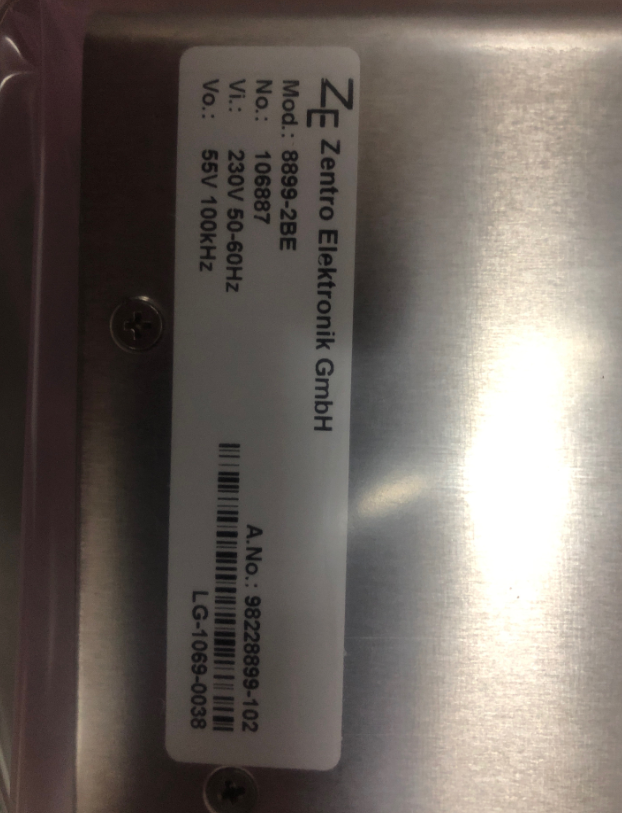 ZE Zentro Elektronik GmbH
Mod.: 8899-2BE
No.: 106887
Vi.: 230V 50-60Hz
Vo.: 55V 100kHz
A.No.: 98228899-102
LG-1069-0038